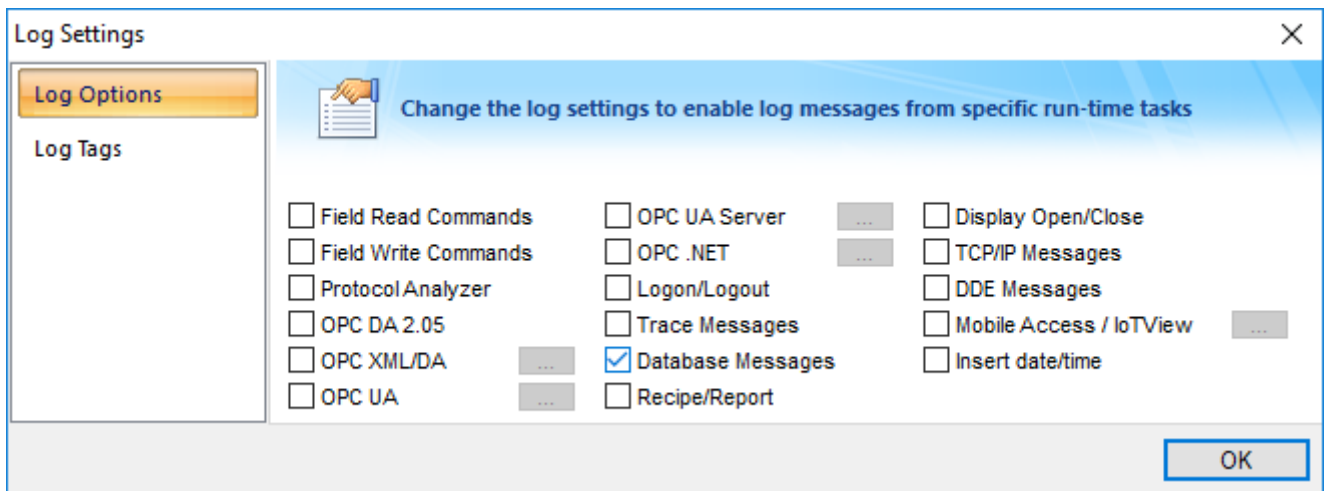 Log Settings
Log Options
Log Tags
Change the log settings to enable log messages from specific run-time tasks
Field Read Commands
Field Write Commands
Protocol Analyzer
OPC DA 2.05
OPC XML/DA ...
OPC UA ...
OPC UA Server ...
OPC .NET ...
Logon/Logout
Trace Messages
Database Messages
Recipe/Report
Display Open/Close
TCP/IP Messages
DDE Messages
Mobile Access / IoTView ...
Insert date/time
OK